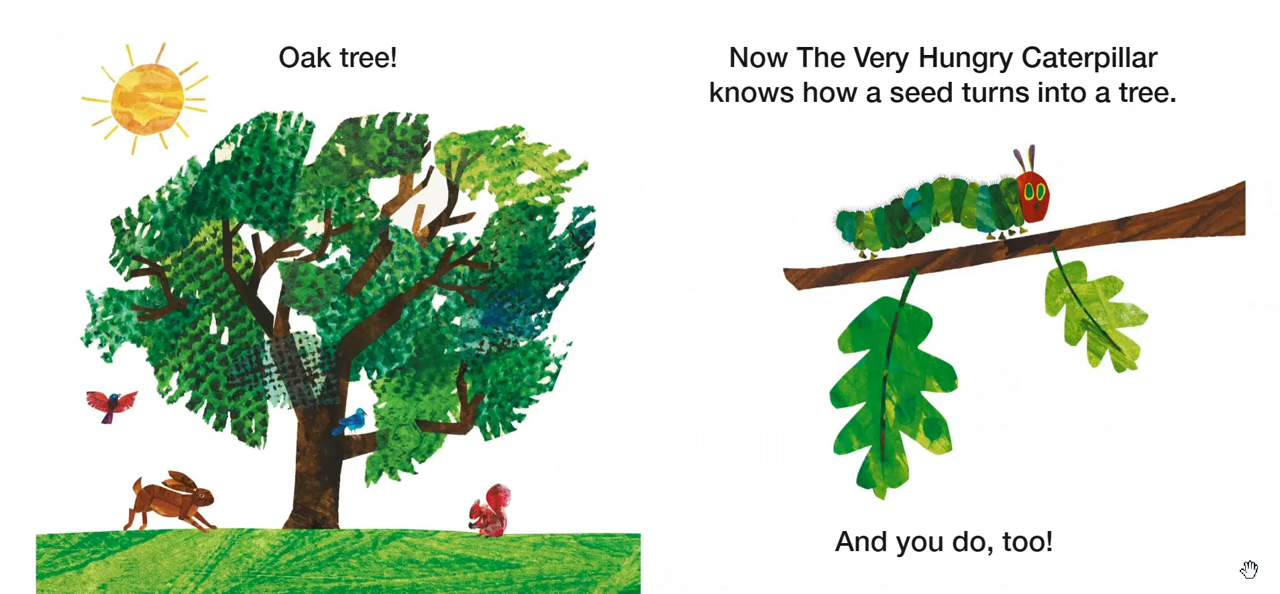 Oak tree!
Now The Very Hungry Caterpillar
knows how a seed turns into a tree.
And you do, too!